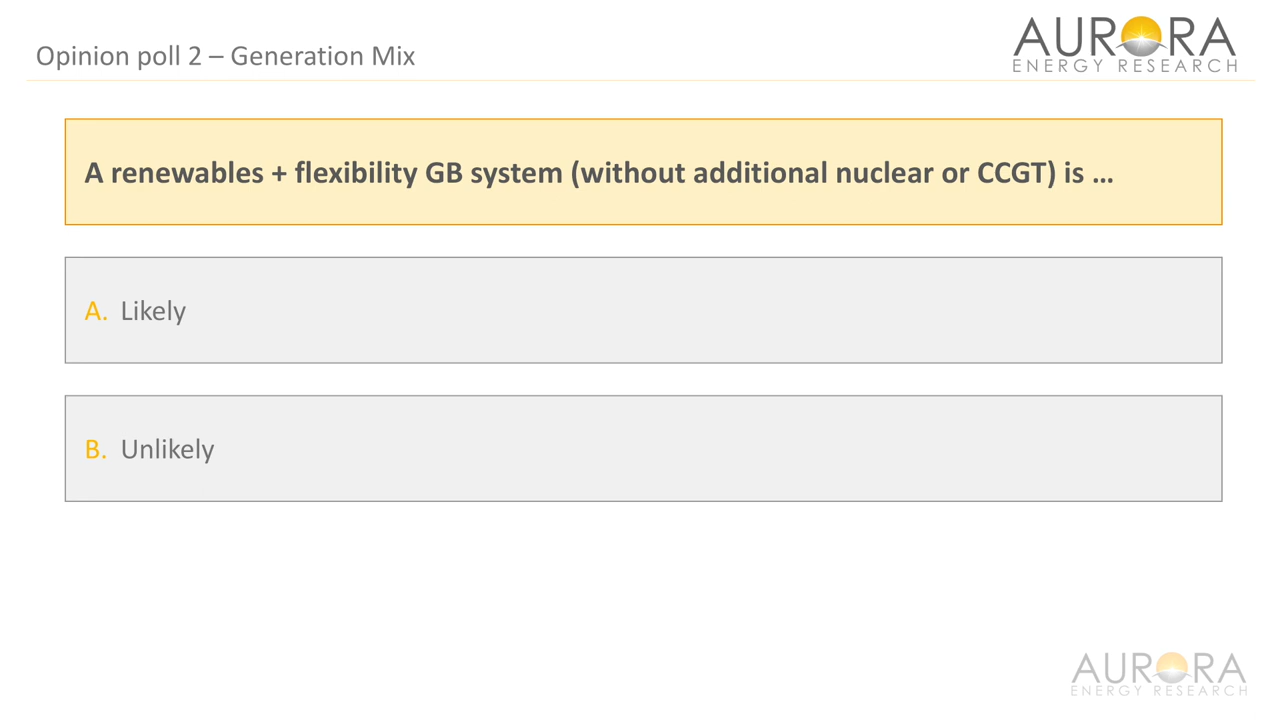 Opinion poll 2 – Generation Mix
AURORA
ENERGY RESEARCH
A renewables + flexibility GB system (without additional nuclear or CCGT) is …
A. Likely
B. Unlikely
AURORA
ENERGY RESEARCH